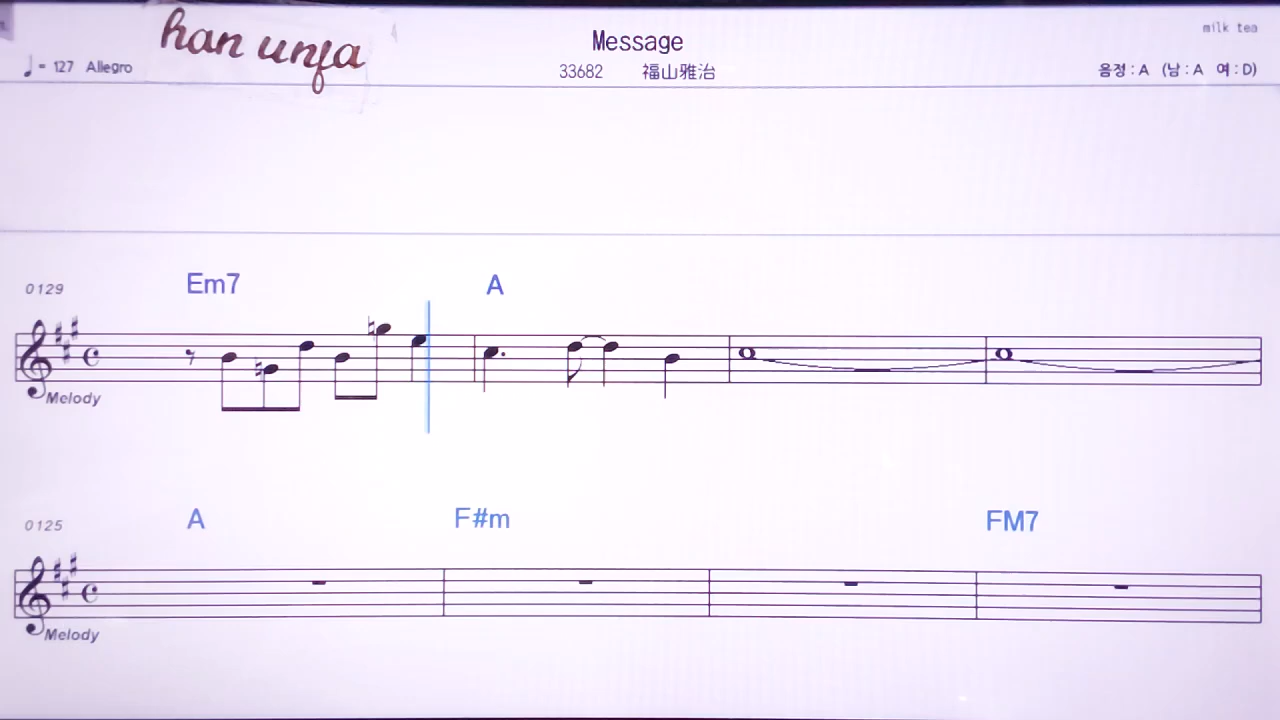 han unfa
Message
milk tea
♩= 127 Allegro
33682 福山雅治
음정 : A (남 : A 여 : D)
0129
Em7 A
Melody
0125
A F#m FM7
Melody